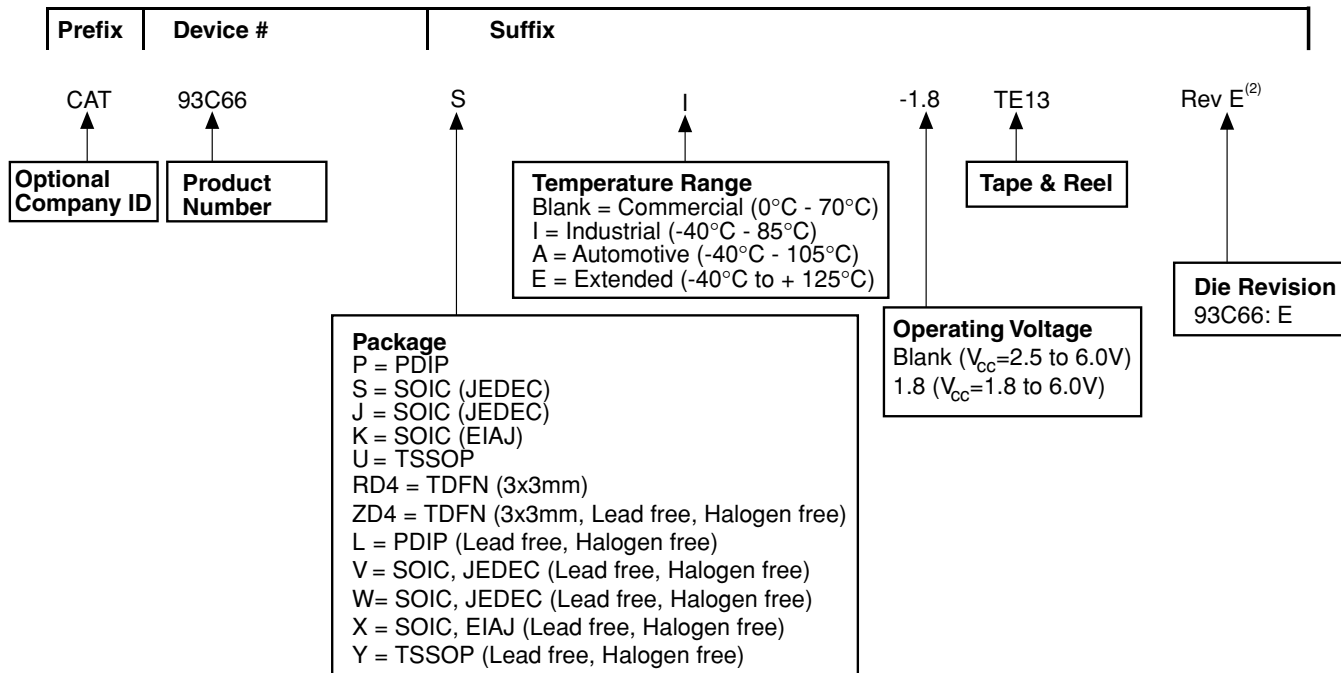 Prefix Device # Suffix
CAT 93C66 S I -1.8 TE13 Rev E(2)
Optional
Company ID
Product
Number
Temperature Range
Blank = Commercial (0°C - 70°C)
I = Industrial (-40°C - 85°C)
A = Automotive (-40°C - 105°C)
E = Extended (-40°C to + 125°C)
Tape & Reel
Die Revision
93C66: E
Operating Voltage
Blank (Vcc=2.5 to 6.0V)
1.8 (Vcc=1.8 to 6.0V)
Package
P = PDIP
S = SOIC (JEDEC)
J = SOIC (JEDEC)
K = SOIC (EIAJ)
U = TSSOP
RD4 = TDFN (3x3mm)
ZD4 = TDFN (3x3mm, Lead free, Halogen free)
L = PDIP (Lead free, Halogen free)
V = SOIC, JEDEC (Lead free, Halogen free)
W= SOIC, JEDEC (Lead free, Halogen free)
X = SOIC, EIAJ (Lead free, Halogen free)
Y = TSSOP (Lead free, Halogen free)